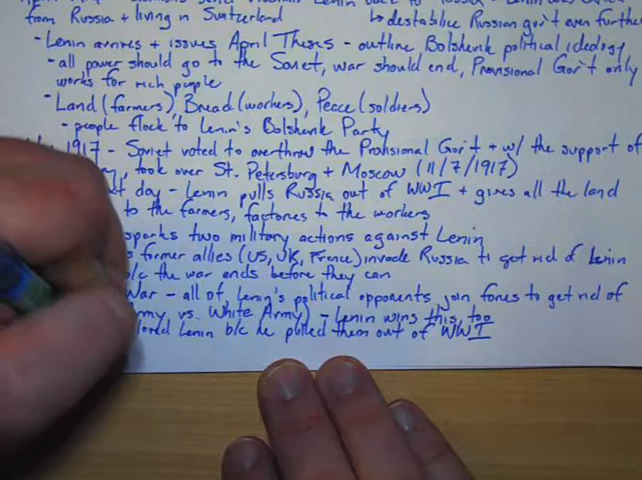 from Russia + living in Switzerland ↳ destabilize Russian gov't even further
- Lenin arrives + issues April Theses - outline Bolshevik political ideology
- all power should go to the Soviet, war should end, Provisional Gov't only
works for rich people
- Land (farmers), Bread (workers), Peace (soldiers)
- people flock to Lenin's Bolshevik Party
1917 - Soviet voted to overthrow the Provisional Gov't + w/ the support of
, took over St. Petersburg + Moscow (11/7/1917)
day - Lenin pulls Russia out of WWI + gives all the land
to the farmers, factories to the workers
sparks two military actions against Lenin
former allies (US, UK, France) invade Russia to get rid of Lenin
b/c the war ends before they can
War - all of Lenin's political opponents join forces to get rid of
vs. White Army) - Lenin wins this, too
Lenin b/c he pulled them out of WWI